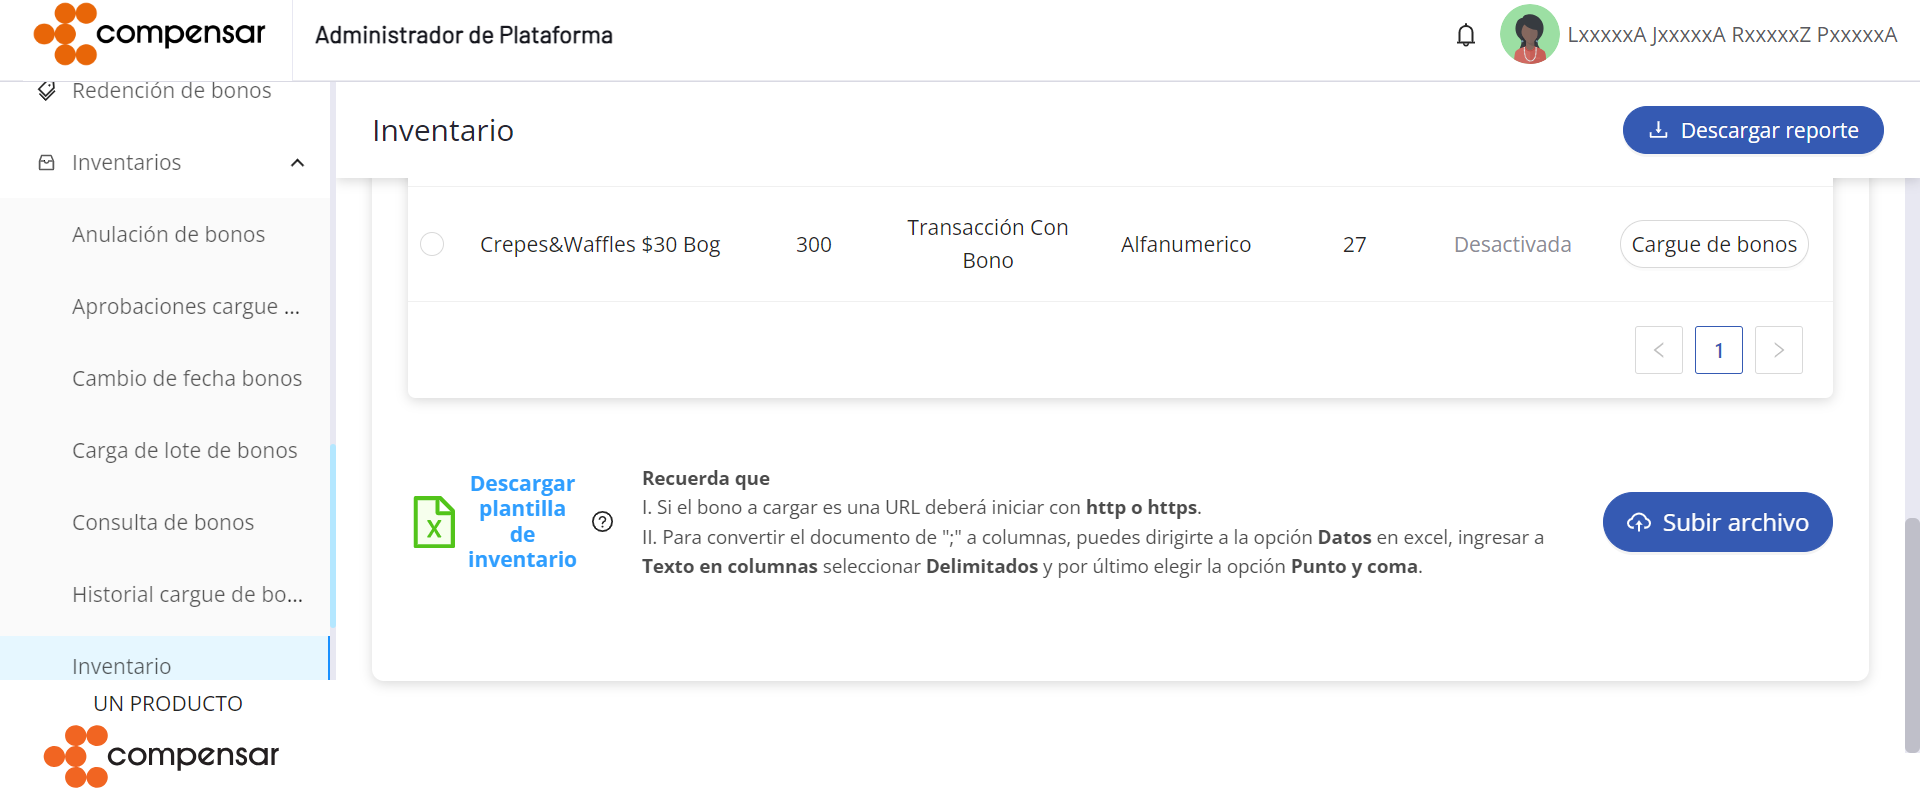 compensar
Administrador de Plataforma
LxxxxxA JxxxxxA RxxxxxZ PxxxxxA
Redención de bonos
Inventarios
Anulación de bonos
Aprobaciones cargue ...
Cambio de fecha bonos
Carga de lote de bonos
Consulta de bonos
Historial cargue de bo...
Inventario
UN PRODUCTO
compensar
Inventario
Descargar reporte
Crepes&Waffles $30 Bog
300
Transacción Con
Bono
Alfanumerico
27
Desactivada
Cargue de bonos
<
1
>
X
Descargar
plantilla
de
inventario
?
Recuerda que
I. Si el bono a cargar es una URL deberá iniciar con http o https.
II. Para convertir el documento de ";" a columnas, puedes dirigirte a la opción Datos en excel, ingresar a
Texto en columnas seleccionar Delimitados y por último elegir la opción Punto y coma.
Subir archivo